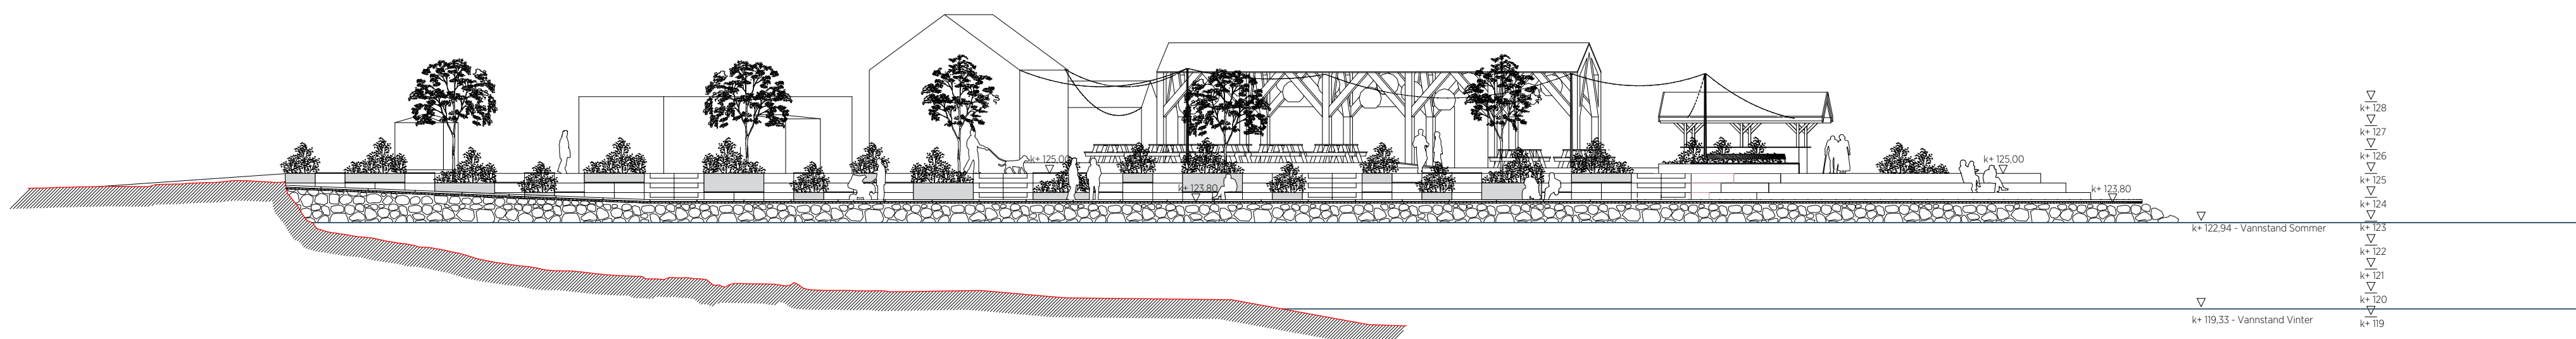 k+ 128
k+ 127
k+ 125,00
k+ 125,00
k+ 126
k+ 125
k+ 123,80
k+ 123,80
k+ 124
k+ 122,94 - Vannstand Sommer
k+ 123
k+ 122
k+ 121
k+ 120
k+ 119,33 - Vannstand Vinter
k+ 119